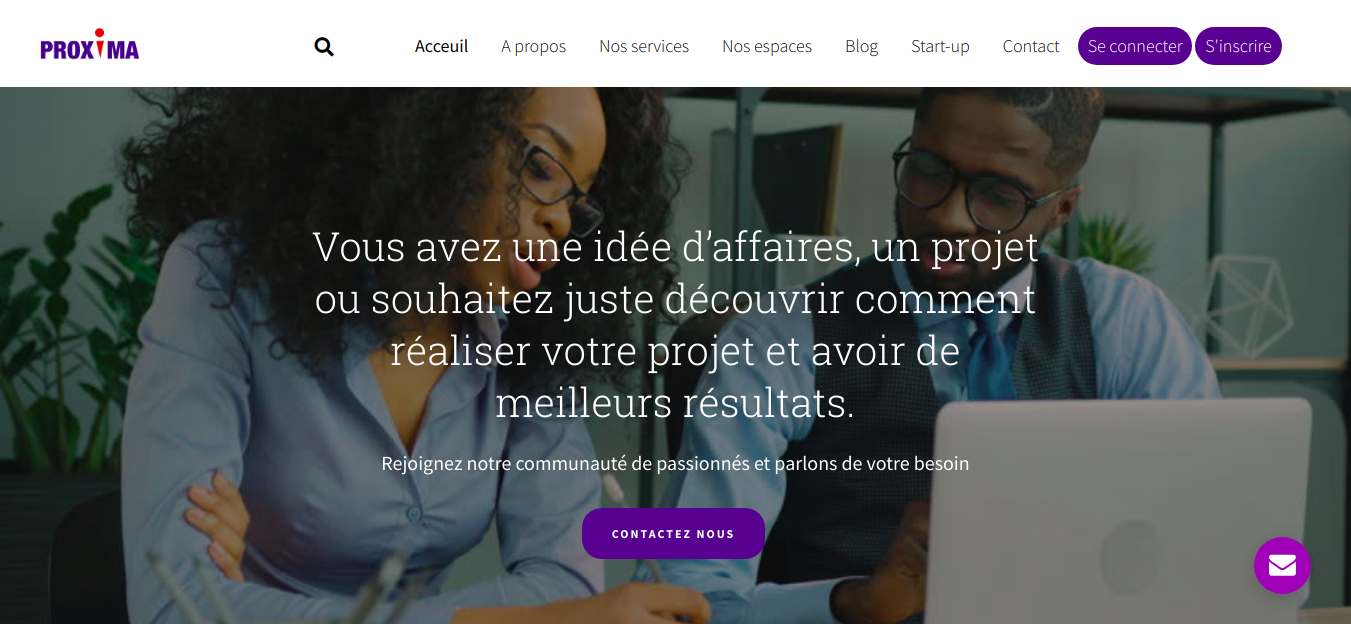 PROXIMA
Acceuil
A propos
Nos services
Nos espaces
Blog
Start-up
Contact
Se connecter
S'inscrire
Vous avez une idée d’affaires, un projet
ou souhaitez juste découvrir comment
réaliser votre projet et avoir de
meilleurs résultats.
Rejoignez notre communauté de passionnés et parlons de votre besoin
CONTACTEZ NOUS